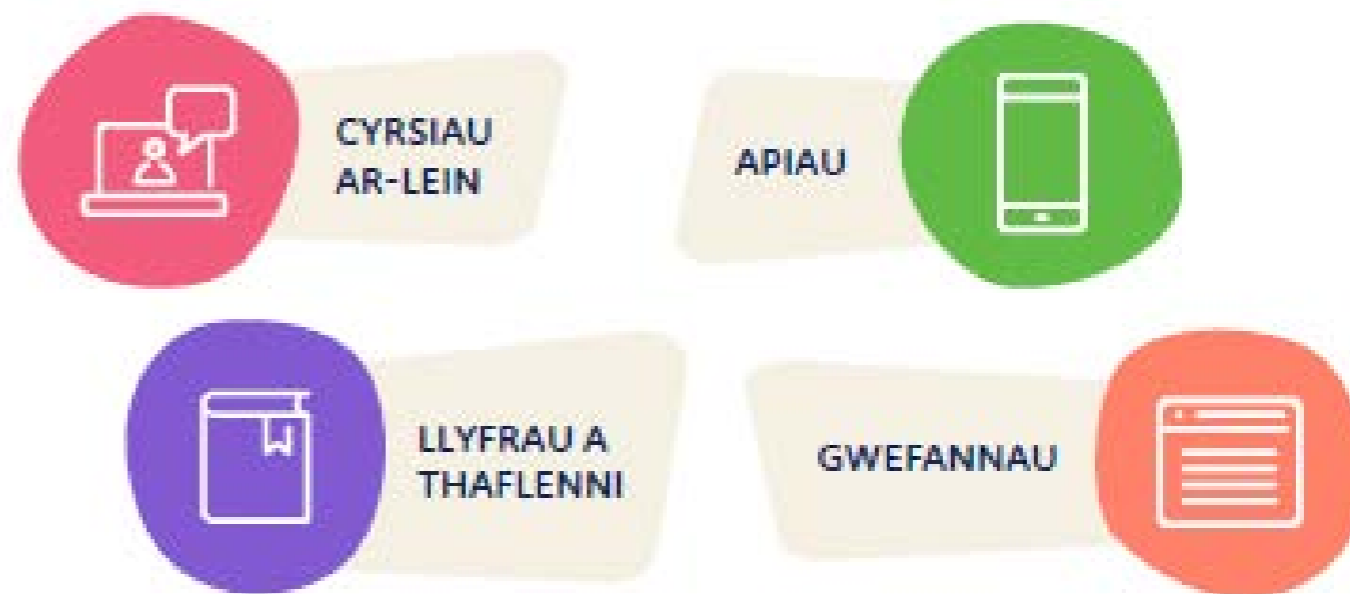 CYRSIAU
AR-LEIN
APIAU
LLYFRAU A
THAFLENNI
GWEFANNAU